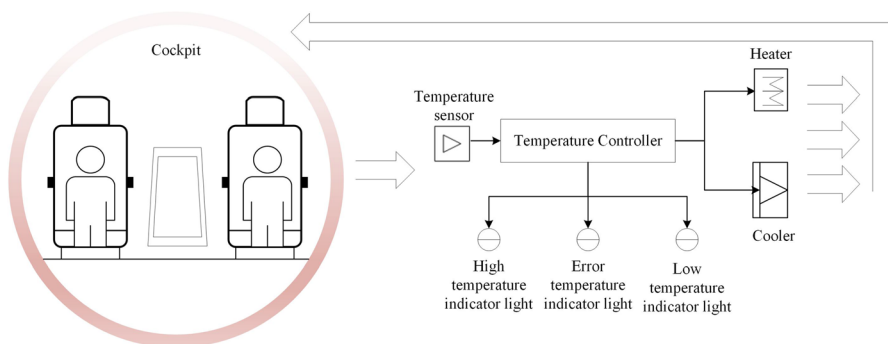 Cockpit
Heater
Temperature
sensor
Temperature Controller
Cooler
High
temperature
indicator light
Error
temperature
indicator light
Low
temperature
indicator light